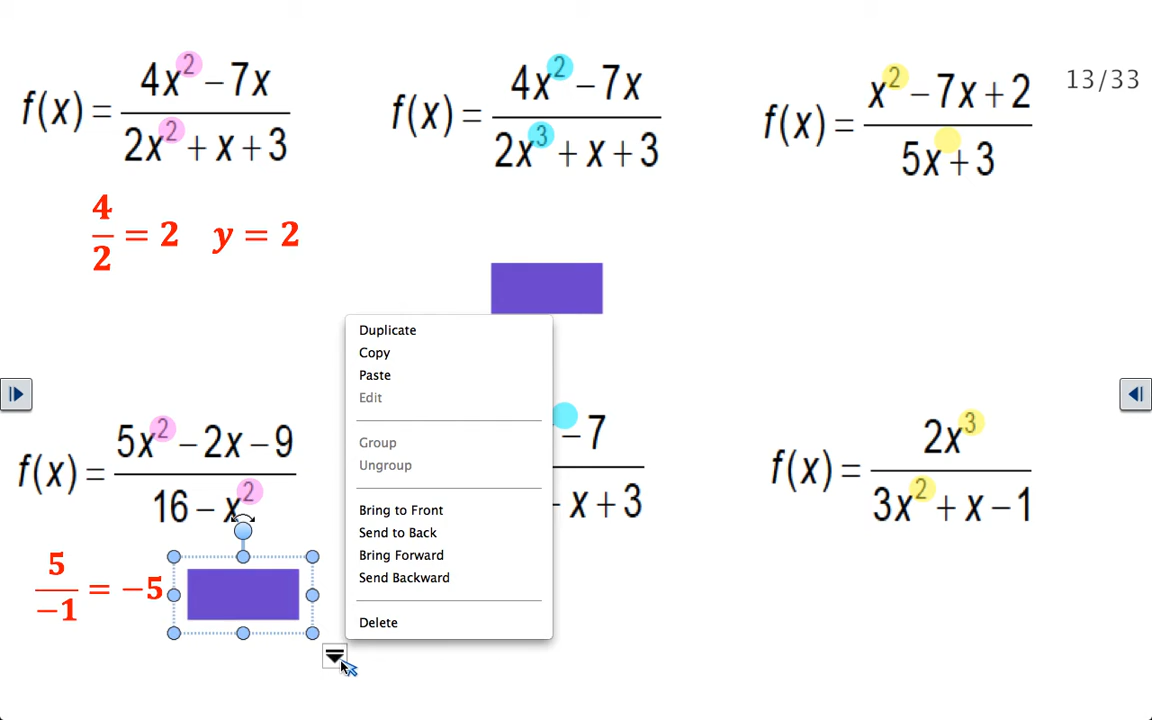 f(x) = (4x² − 7x)/(2x² + x + 3)
f(x) = (4x² − 7x)/(2x³ + x + 3)
f(x) = (x² − 7x + 2)/(5x + 3)
13/33
4/2 = 2 y = 2
Duplicate
Copy
Paste
Edit
Group
Ungroup
Bring to Front
Send to Back
Bring Forward
Send Backward
Delete
f(x) = (5x² − 2x − 9)/(16 − x²)
− 7
- x + 3
f(x) = 2x³/(3x² + x − 1)
5/−1 = −5